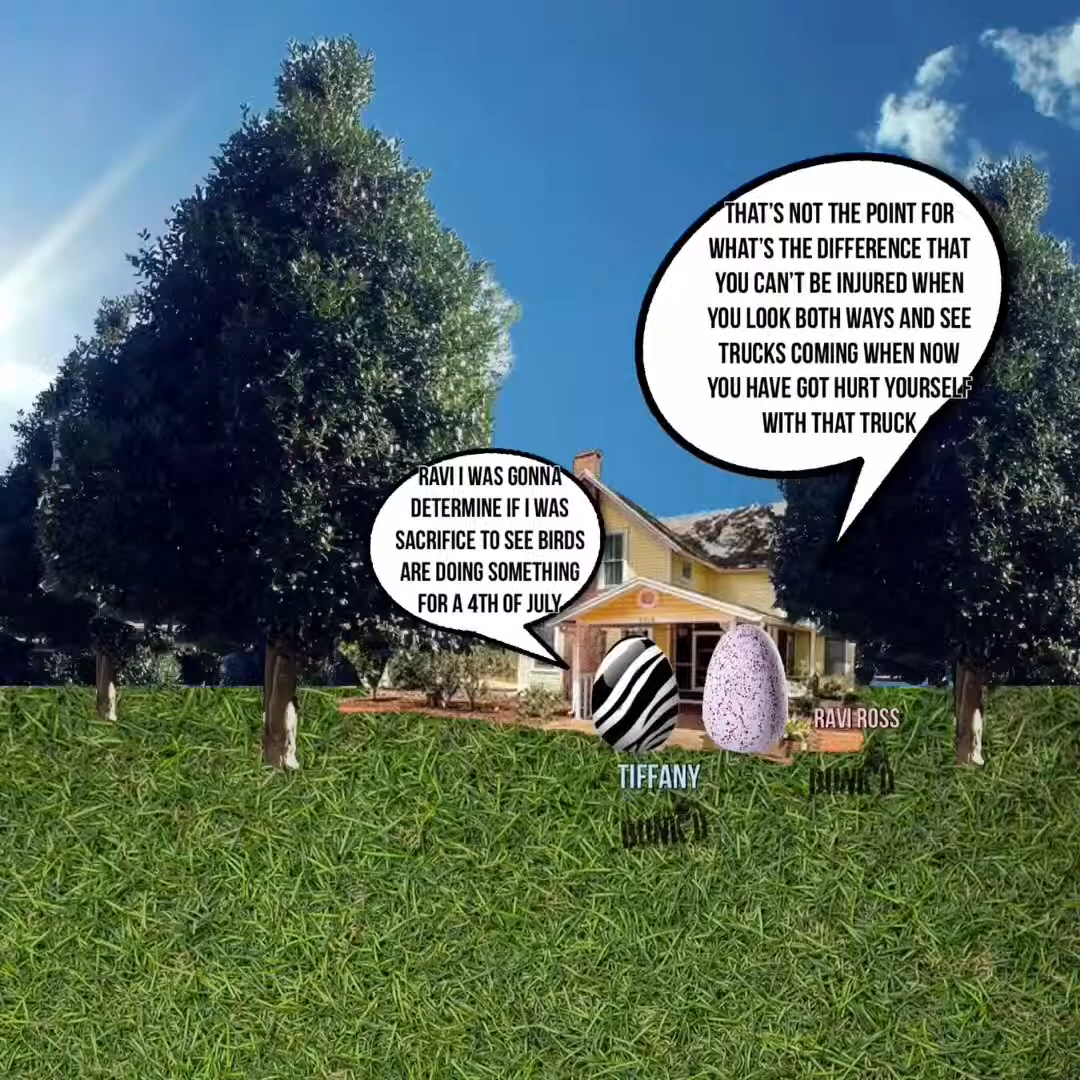 THAT'S NOT THE POINT FOR
WHAT'S THE DIFFERENCE THAT
YOU CAN'T BE INJURED WHEN
YOU LOOK BOTH WAYS AND SEE
TRUCKS COMING WHEN NOW
YOU HAVE GOT HURT YOURSELF
WITH THAT TRUCK
RAVI I WAS GONNA
DETERMINE IF I WAS
SACRIFICE TO SEE BIRDS
ARE DOING SOMETHING
FOR A 4TH OF JULY
RAVI ROSS
BUNK'D
TIFFANY
BUNK'D